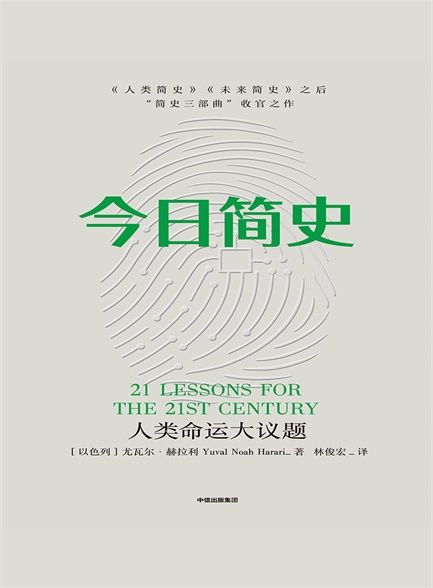 《人类简史》《未来简史》之后
“简史三部曲”收官之作
今日简史
21 LESSONS FOR
THE 21ST CENTURY
人类命运大议题
[以色列]尤瓦尔·赫拉利 Yuval Noah Harari_著 林俊宏_译
中信出版集团